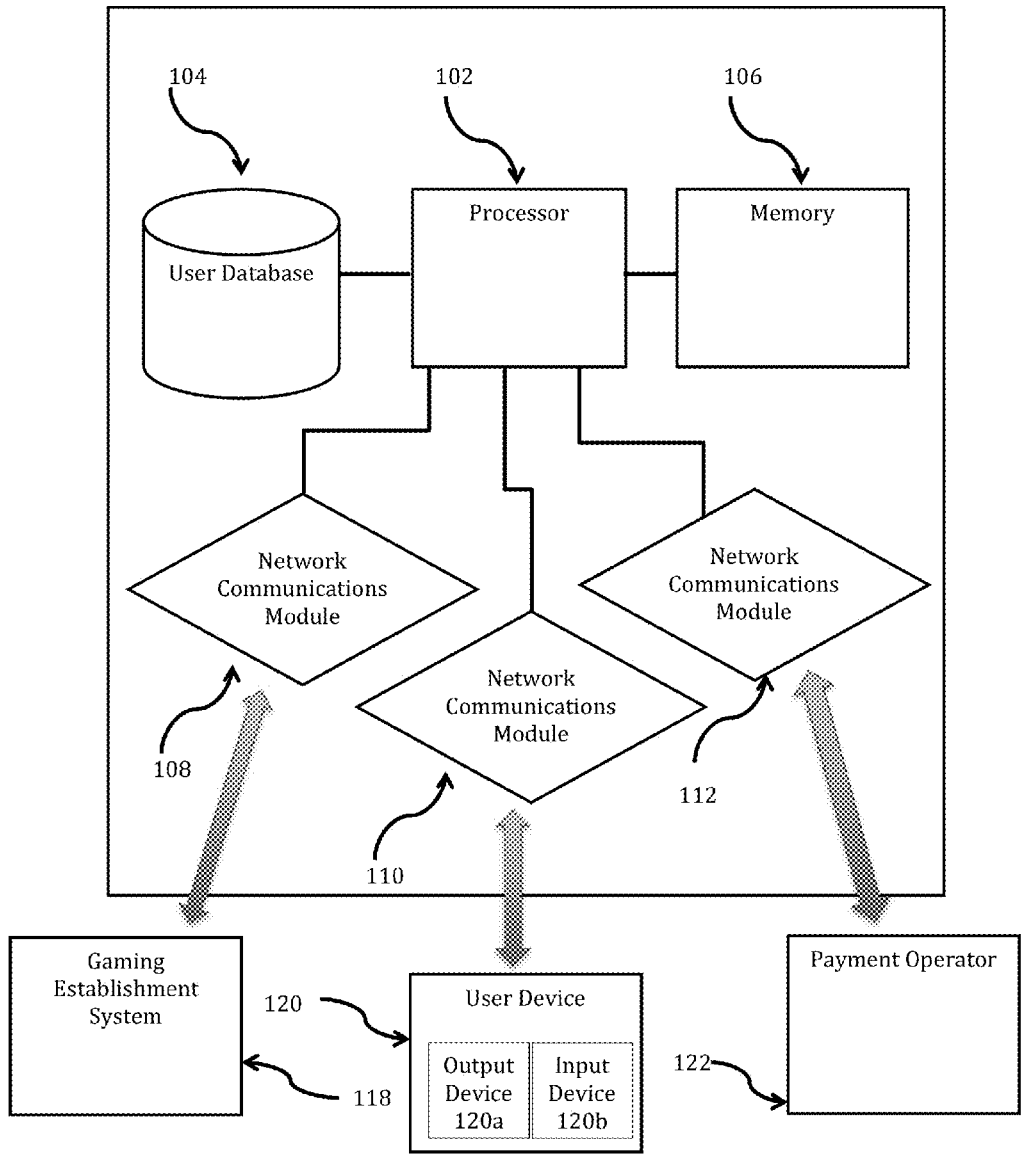 104
102
106
User Database
Processor
Memory
Network
Communications
Module
Network
Communications
Module
Network
Communications
Module
108
110
112
Gaming
Establishment
System
118
120
User Device
Output
Device
120a
Input
Device
120b
Payment Operator
122